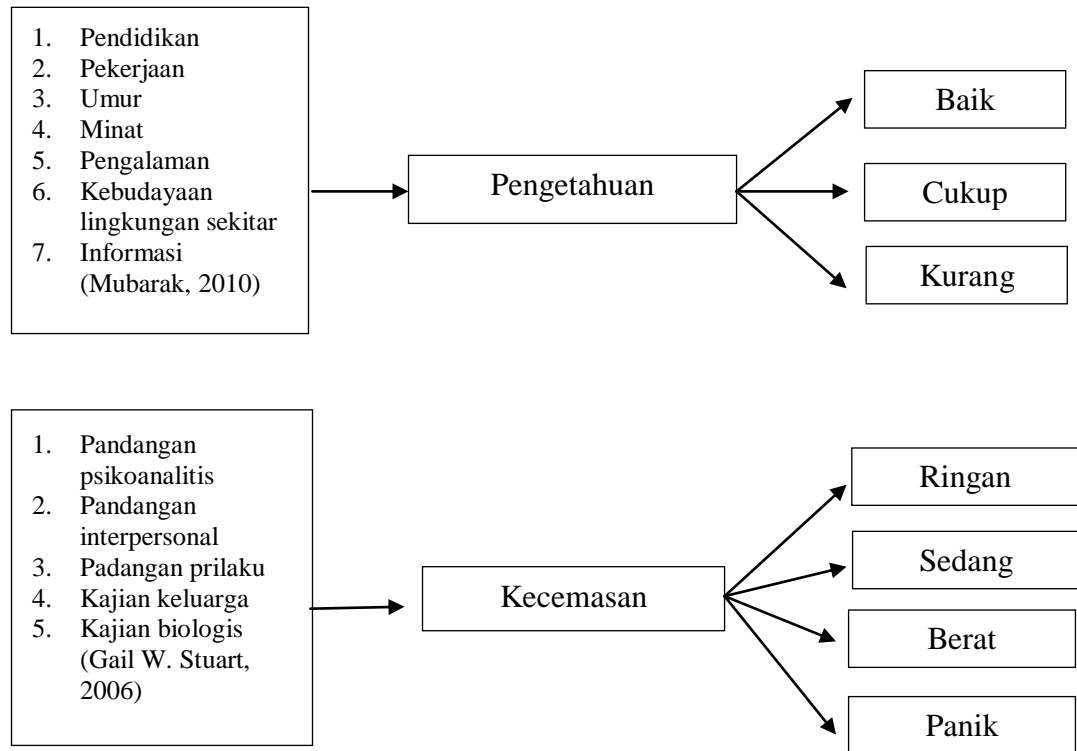 1. Pendidikan
2. Pekerjaan
3. Umur
4. Minat
5. Pengalaman
6. Kebudayaan
lingkungan sekitar
7. Informasi
(Mubarak, 2010)
Pengetahuan
Baik
Cukup
Kurang
1. Pandangan
psikoanalitis
2. Pandangan
interpersonal
3. Padangan prilaku
4. Kajian keluarga
5. Kajian biologis
(Gail W. Stuart,
2006)
Kecemasan
Ringan
Sedang
Berat
Panik